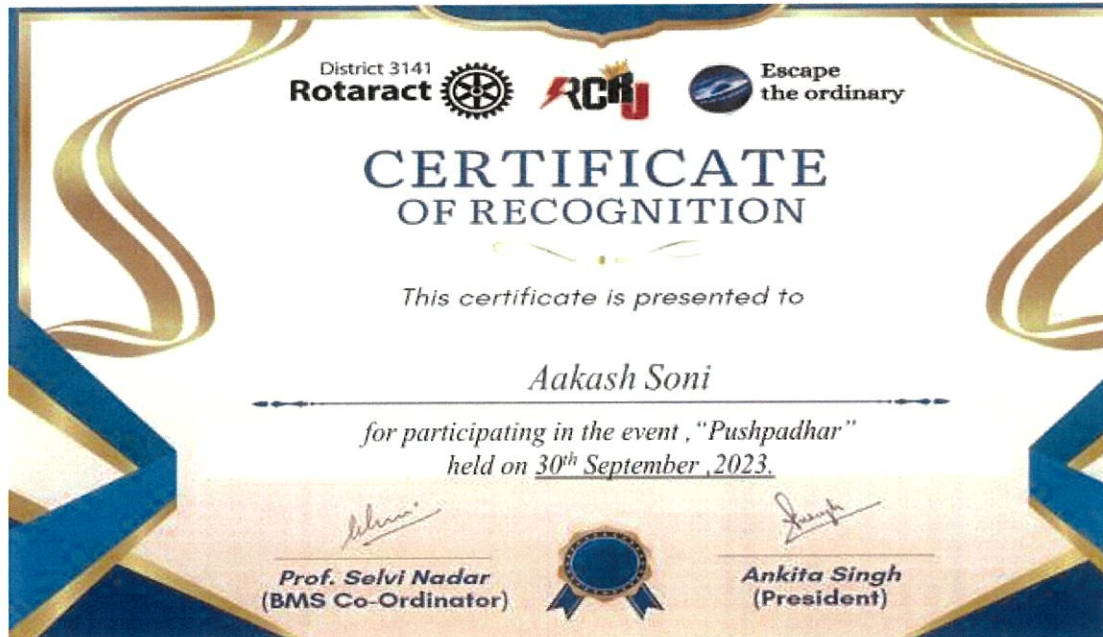 District 3141
Rotaract
RCRJ
Escape
the ordinary
CERTIFICATE
OF RECOGNITION
This certificate is presented to
Aakash Soni
for participating in the event , “Pushpadhar”
held on 30th September ,2023.
Prof. Selvi Nadar
(BMS Co-Ordinator)
Ankita Singh
(President)